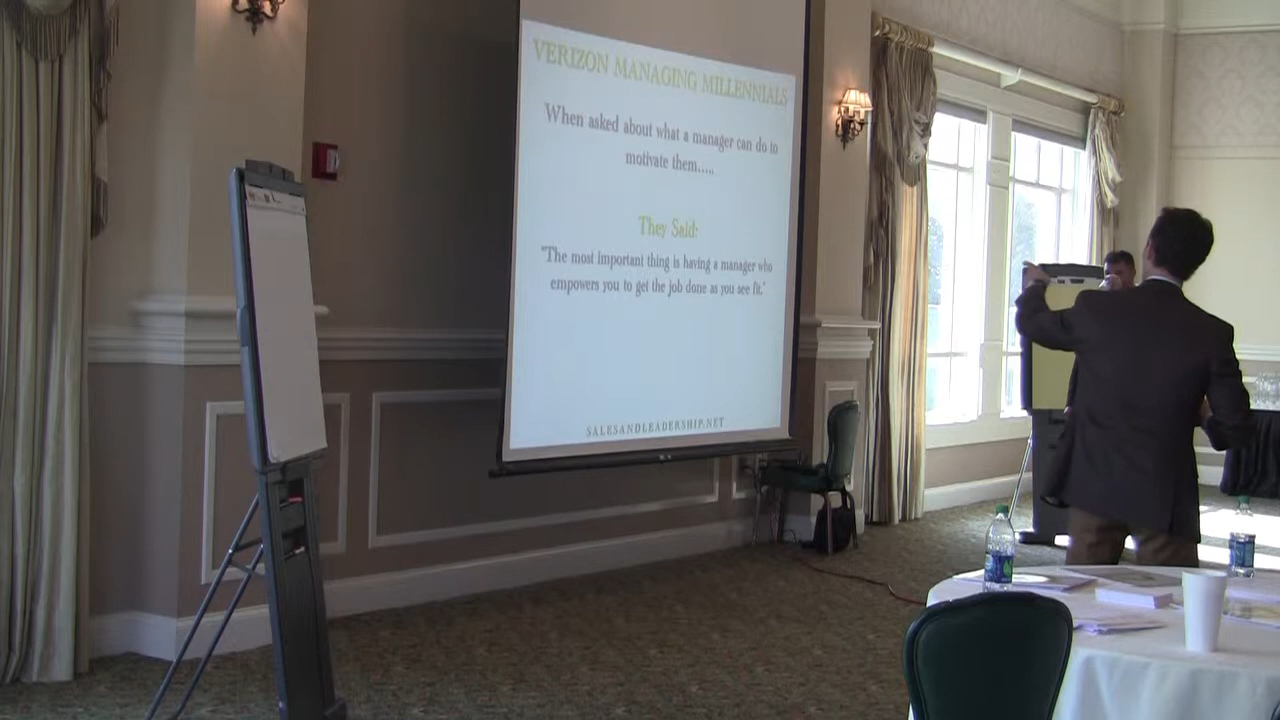 VERIZON MANAGING MILLENNIALS
When asked about what a manager can do to
motivate them.....
They Said:
"The most important thing is having a manager who
empowers you to get the job done as you see fit."
SALESANDLEADERSHIP.NET